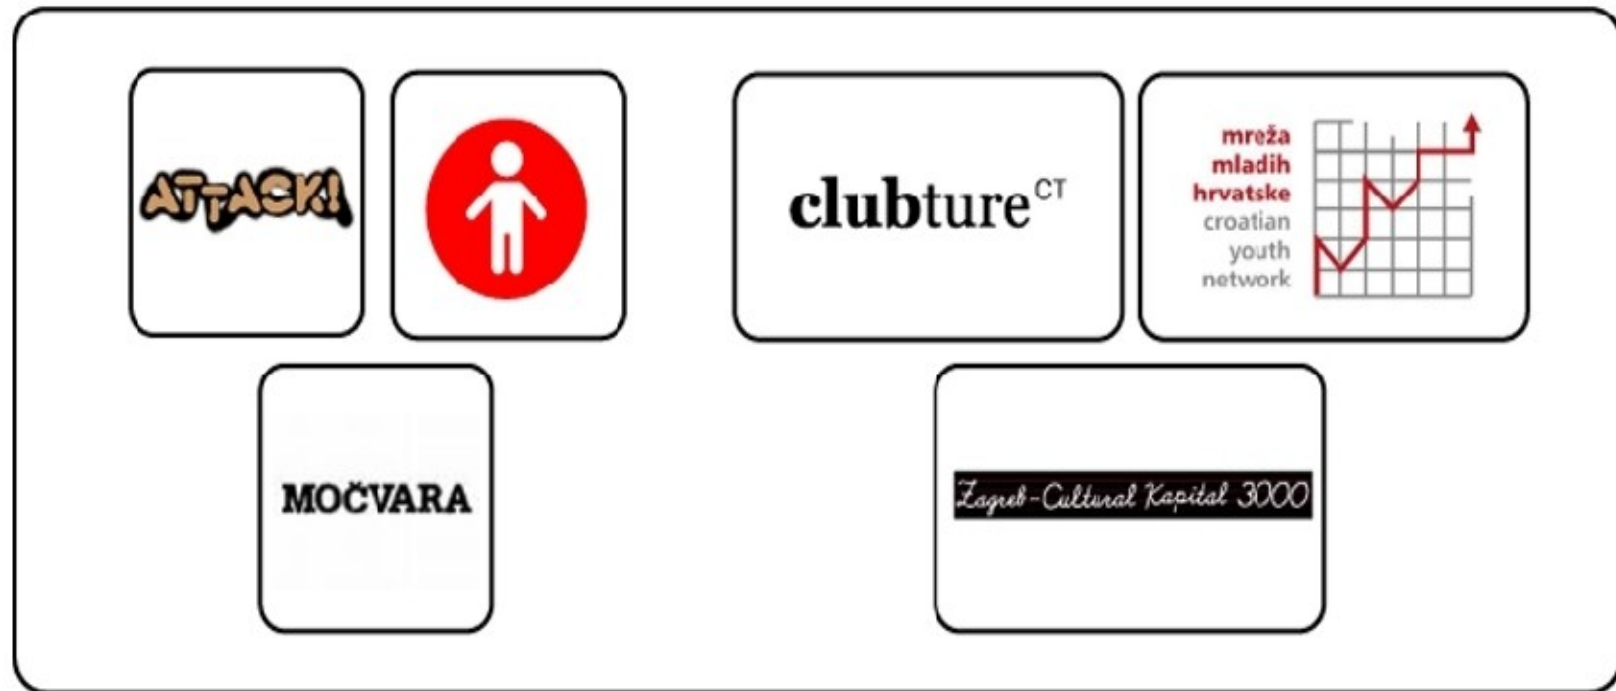 ATTACK!
clubture CT
mreža
mladih
hrvatske
croatian
youth
network
MOČVARA
Zagreb-Cultural Kapital 3000